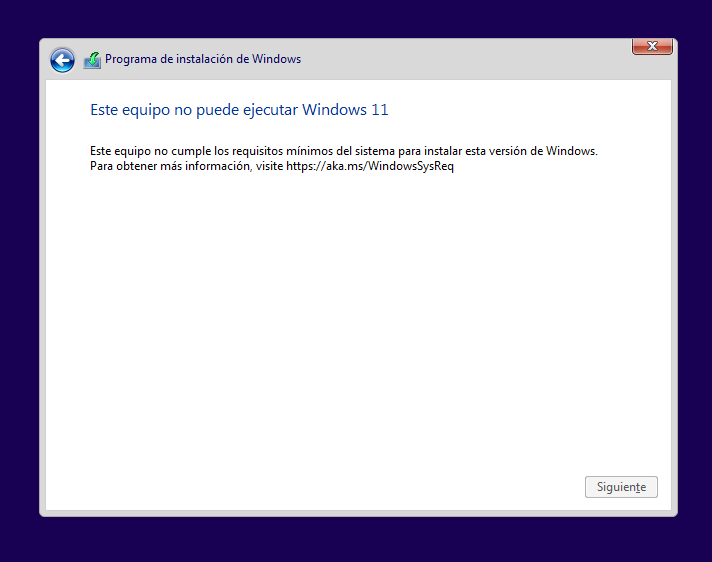 Programa de instalación de Windows
Este equipo no puede ejecutar Windows 11
Este equipo no cumple los requisitos mínimos del sistema para instalar esta versión de Windows.
Para obtener más información, visite https://aka.ms/WindowsSysReq
Siguiente